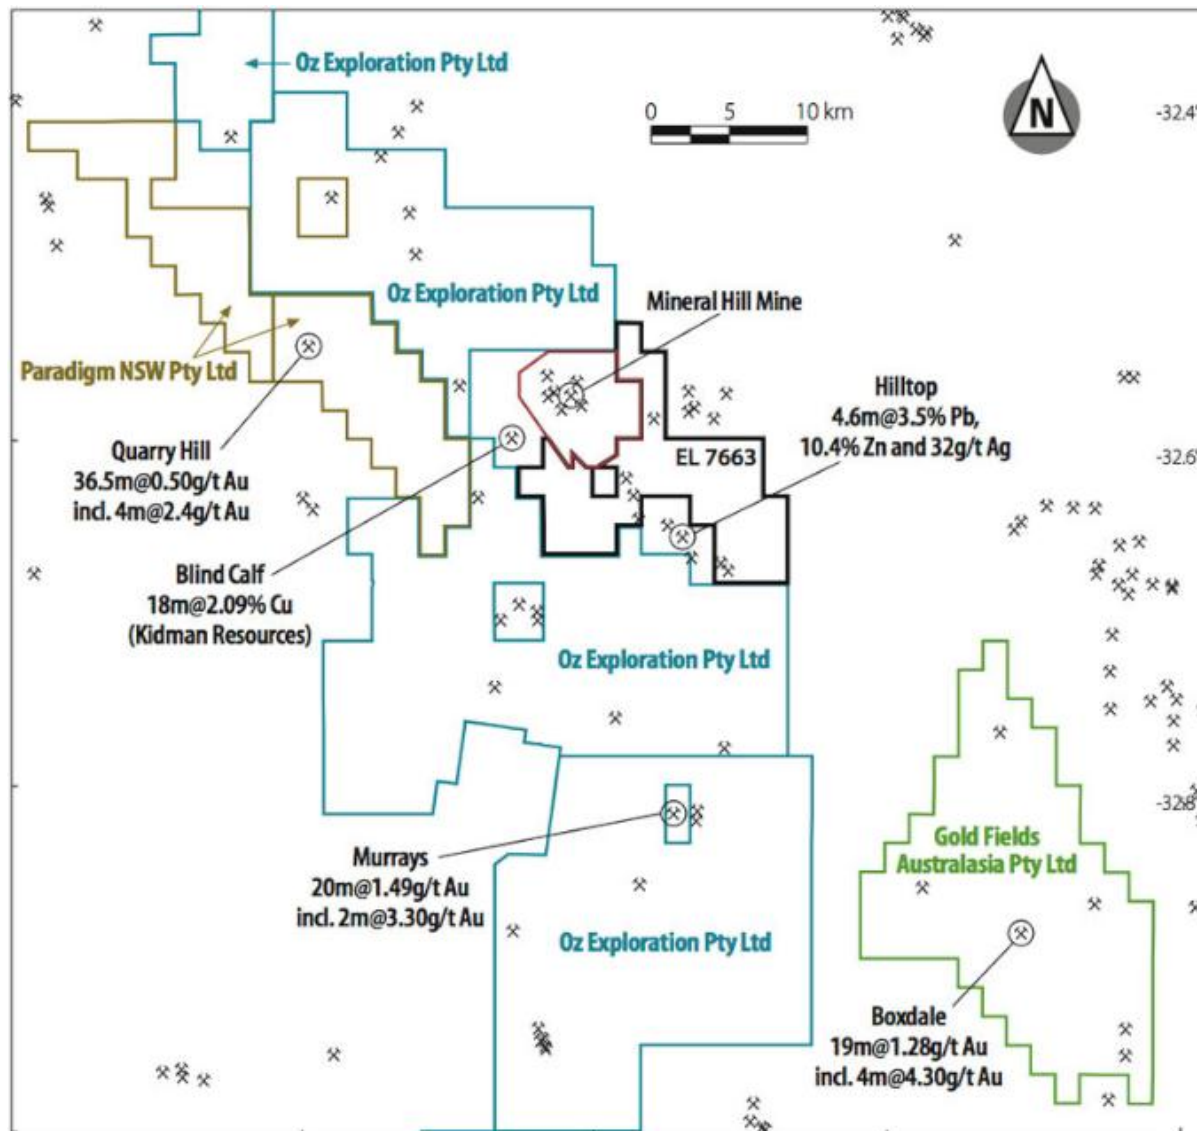 Oz Exploration Pty Ltd
0 5 10 km
N
-32.4°
Oz Exploration Pty Ltd
Mineral Hill Mine
Paradigm NSW Pty Ltd
Hilltop
4.6m@3.5% Pb,
10.4% Zn and 32g/t Ag
Quarry Hill
36.5m@0.50g/t Au
incl. 4m@2.4g/t Au
EL 7663
-32.6°
Blind Calf
18m@2.09% Cu
(Kidman Resources)
Oz Exploration Pty Ltd
-32.8°
Gold Fields
Australasia Pty Ltd
Murrays
20m@1.49g/t Au
incl. 2m@3.30g/t Au
Oz Exploration Pty Ltd
Boxdale
19m@1.28g/t Au
incl. 4m@4.30g/t Au